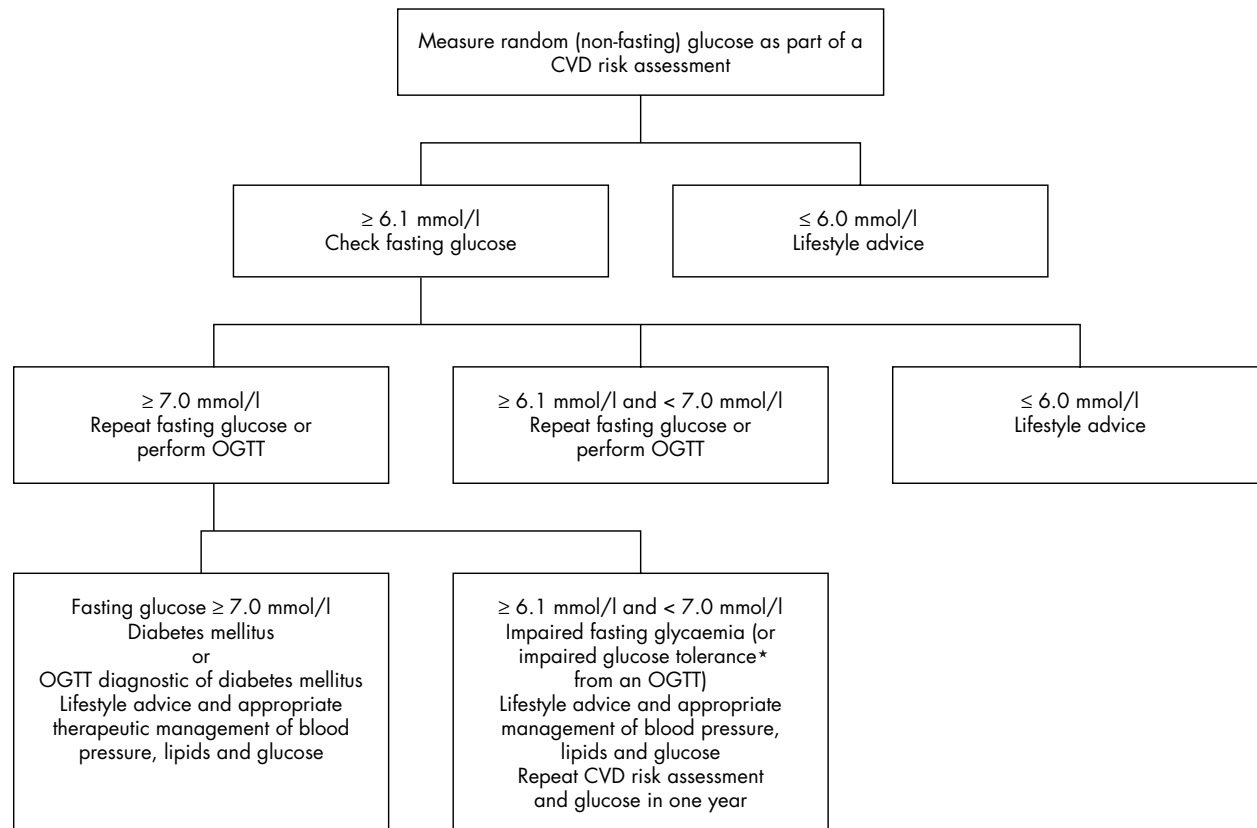 Measure random (non-fasting) glucose as part of a
CVD risk assessment
≥ 6.1 mmol/l
Check fasting glucose
≤ 6.0 mmol/l
Lifestyle advice
≥ 7.0 mmol/l
Repeat fasting glucose or
perform OGTT
≥ 6.1 mmol/l and < 7.0 mmol/l
Repeat fasting glucose or
perform OGTT
≤ 6.0 mmol/l
Lifestyle advice
Fasting glucose ≥ 7.0 mmol/l
Diabetes mellitus
or
OGTT diagnostic of diabetes mellitus
Lifestyle advice and appropriate
therapeutic management of blood
pressure, lipids and glucose
≥ 6.1 mmol/l and < 7.0 mmol/l
Impaired fasting glycaemia (or
impaired glucose tolerance★
from an OGTT)
Lifestyle advice and appropriate
management of blood pressure,
lipids and glucose
Repeat CVD risk assessment
and glucose in one year